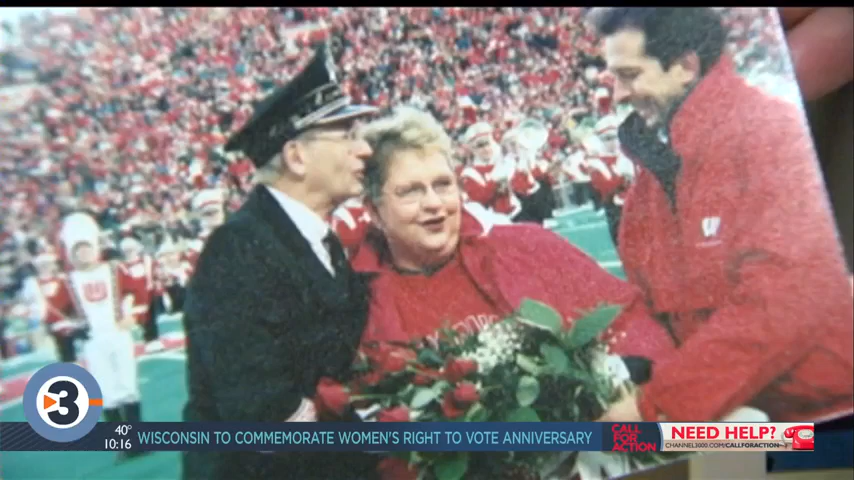 W
3
40°
10:16
WISCONSIN TO COMMEMORATE WOMEN'S RIGHT TO VOTE ANNIVERSARY
CALL
FOR
ACTION
NEED HELP?
CHANNEL3000.COM/CALLFORACTION